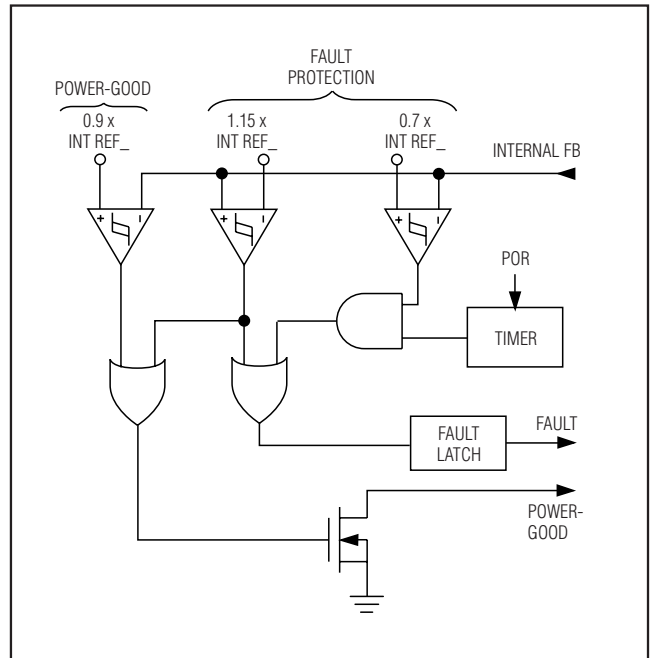 FAULT
PROTECTION
POWER-GOOD
0.9 x
INT REF_
1.15 x
INT REF_
0.7 x
INT REF_
INTERNAL FB
+ −
+ −
+ −
POR
TIMER
FAULT
LATCH
FAULT
POWER-
GOOD